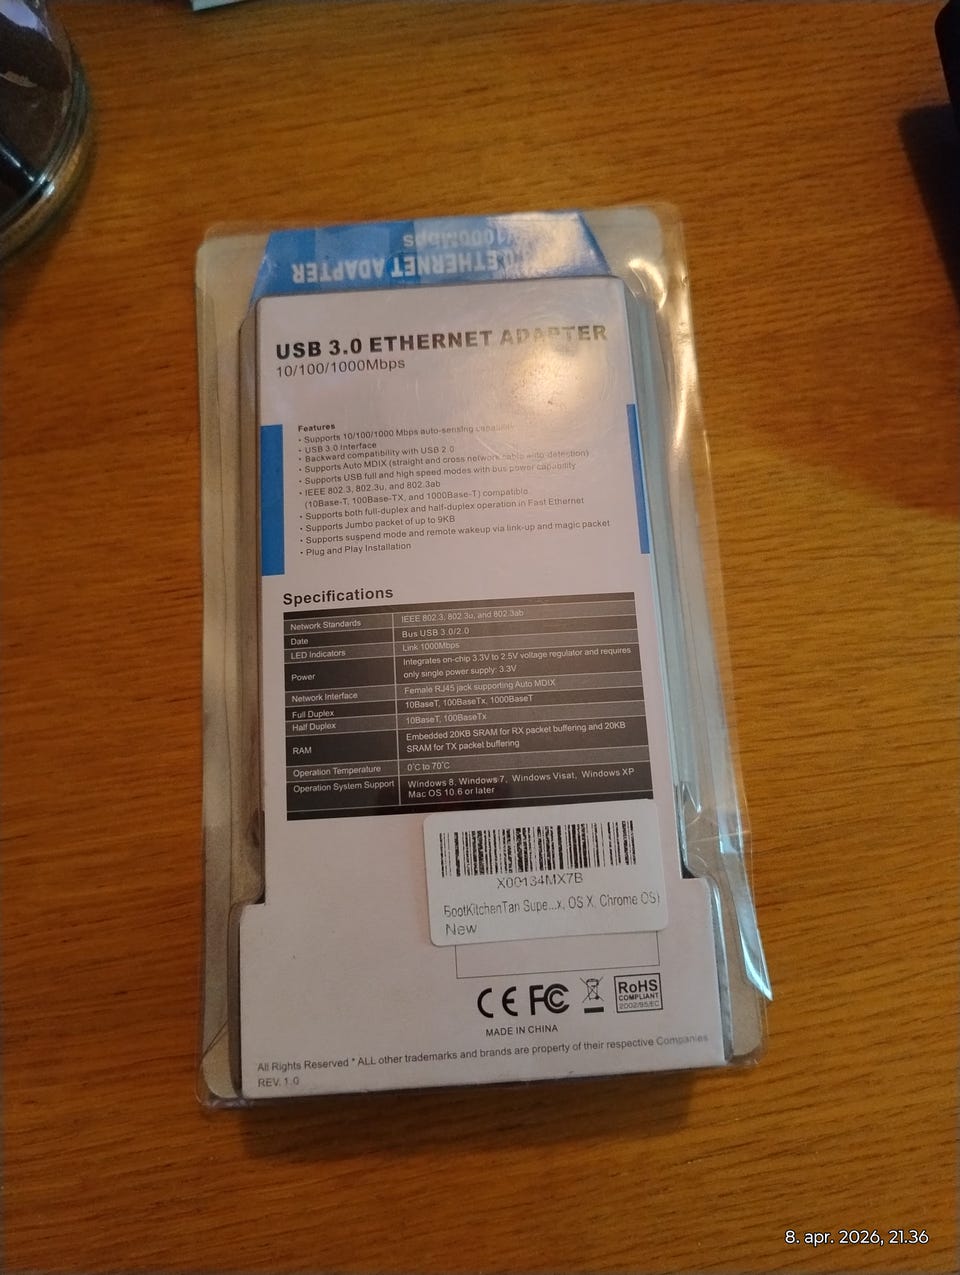 1000Mbps
ETHERNET ADAPTER
USB 3.0 ETHERNET ADAPTER
10/100/1000Mbps
Features
• Supports 10/100/1000 Mbps auto-sensing capability
• USB 3.0 Interface
• Backward compatibility with USB 2.0
• Supports Auto MDIX (straight and cross network cable auto detection)
• Supports USB full and high speed modes with bus power capability
• IEEE 802.3, 802.3u, and 802.3ab
(10Base-T, 100Base-TX, and 1000Base-T) compatible
• Supports both full-duplex and half-duplex operation in Fast Ethernet
• Supports Jumbo packet of up to 9KB
• Supports suspend mode and remote wakeup via link-up and magic packet
• Plug and Play Installation
Specifications
Network Standards IEEE 802.3, 802.3u, and 802.3ab
Date Bus USB 3.0/2.0
LED Indicators Link 1000Mbps
Power Integrates on-chip 3.3V to 2.5V voltage regulator and requires
only single power supply: 3.3V
Network Interface Female RJ45 jack supporting Auto MDIX
Full Duplex 10BaseT, 100BaseTx, 1000BaseT
Half Duplex 10BaseT, 100BaseTx
RAM Embedded 20KB SRAM for RX packet buffering and 20KB
SRAM for TX packet buffering
Operation Temperature 0°C to 70°C
Operation System Support Windows 8, Windows 7, Windows Visat, Windows XP
Mac OS 10.6 or later
X00134MX7B
BootKitchenTan Supe...x, OS X, Chrome OS)
New
CE FC RoHS
COMPLIANT
2002/95/EC
MADE IN CHINA
All Rights Reserved * ALL other trademarks and brands are property of their respective Companies
REV. 1.0
8. apr. 2026, 21.36